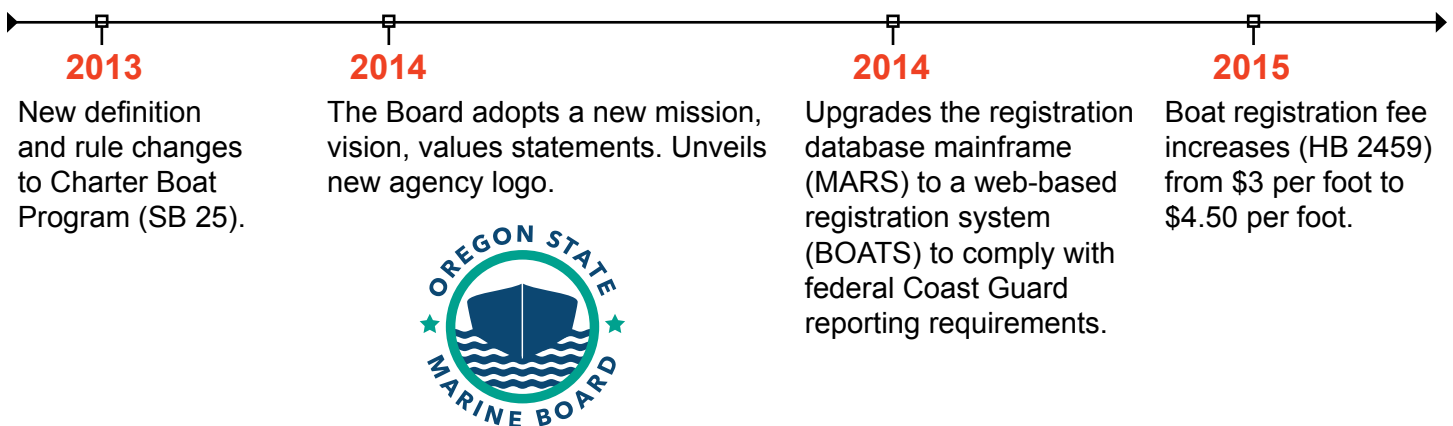 2013
New definition
and rule changes
to Charter Boat
Program (SB 25).
2014
The Board adopts a new mission,
vision, values statements. Unveils
new agency logo.
OREGON STATE
MARINE BOARD
2014
Upgrades the registration
database mainframe
(MARS) to a web-based
registration system
(BOATS) to comply with
federal Coast Guard
reporting requirements.
2015
Boat registration fee
increases (HB 2459)
from $3 per foot to
$4.50 per foot.